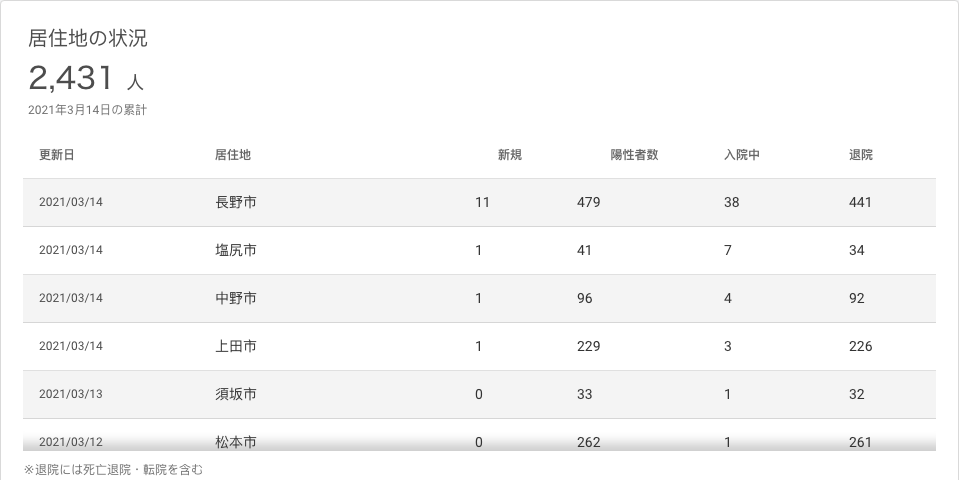 居住地の状況
2,431 人
2021年3月14日の累計
更新日 居住地 新規 陽性者数 入院中 退院
2021/03/14 長野市 11 479 38 441
2021/03/14 塩尻市 1 41 7 34
2021/03/14 中野市 1 96 4 92
2021/03/14 上田市 1 229 3 226
2021/03/13 須坂市 0 33 1 32
2021/03/12 松本市 0 262 1 261
※退院には死亡退院・転院を含む